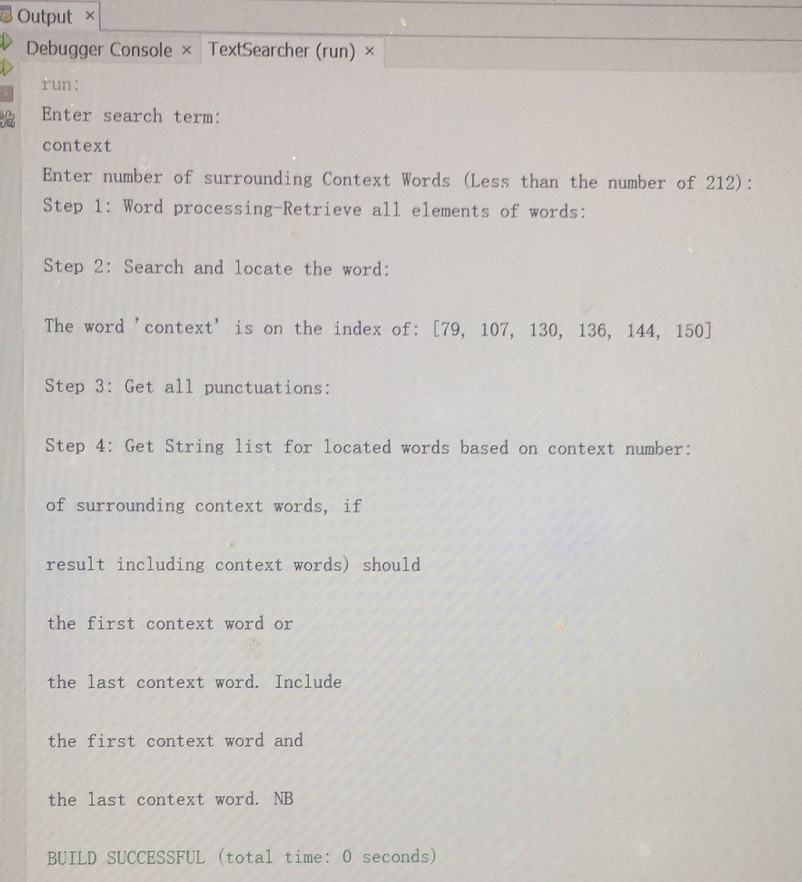 Output ×
Debugger Console × TextSearcher (run) ×
run:
Enter search term:
context
Enter number of surrounding Context Words (Less than the number of 212):
Step 1: Word processing-Retrieve all elements of words:
Step 2: Search and locate the word:
The word 'context' is on the index of: [79, 107, 130, 136, 144, 150]
Step 3: Get all punctuations:
Step 4: Get String list for located words based on context number:
of surrounding context words, if
result including context words) should
the first context word or
the last context word. Include
the first context word and
the last context word. NB
BUILD SUCCESSFUL (total time: 0 seconds)